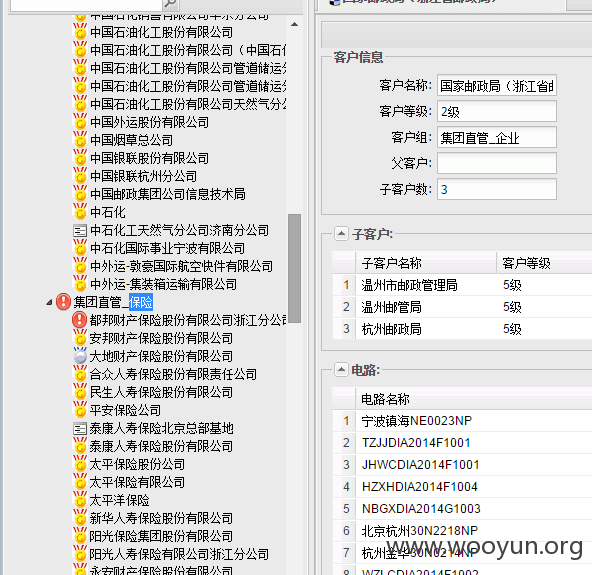 中国石油化工股份有限公司
中国石油化工股份有限公司（中国石化
中国石油化工股份有限公司管道储运分
中国石油化工股份有限公司管道储运分
中国石油化工股份有限公司天然气分公
中国外运股份有限公司
中国烟草总公司
中国银联股份有限公司
中国银联杭州分公司
中国邮政集团公司信息技术局
中石化
中石化工天然气分公司济南分公司
中石化国际事业宁波有限公司
中外运-敦豪国际航空快件有限公司
中外运-集装箱运输有限公司
集团直管_保险
都邦财产保险股份有限公司浙江分公司
安邦财产保险股份有限公司
大地财产保险股份有限公司
合众人寿保险股份有限责任公司
民生人寿保险股份有限公司
平安保险公司
泰康人寿保险北京总部基地
泰康人寿保险股份有限公司
太平保险股份公司
太平保险有限公司
太平洋保险
新华人寿保险股份有限公司
阳光保险集团股份有限公司
阳光人寿保险有限公司浙江分公司
永安财产保险股份有限公司
客户信息
客户名称: 国家邮政局（浙江省邮
客户等级: 2级
客户组: 集团直管_企业
父客户:
子客户数: 3
子客户:
子客户名称 客户等级
1 温州市邮政管理局 5级
2 温州邮管局 5级
3 杭州邮政局 5级
电路:
电路名称
1 宁波镇海NE0023NP
2 TZJJDIA2014F1001
3 JHWCDIA2014F1001
4 HZXHDIA2014F1004
5 NBGXDIA2014G1003
6 北京杭州30N2218NP
7 杭州金华30N0214NP
8 WZLCDIA2014F1002
www.wooyun.org